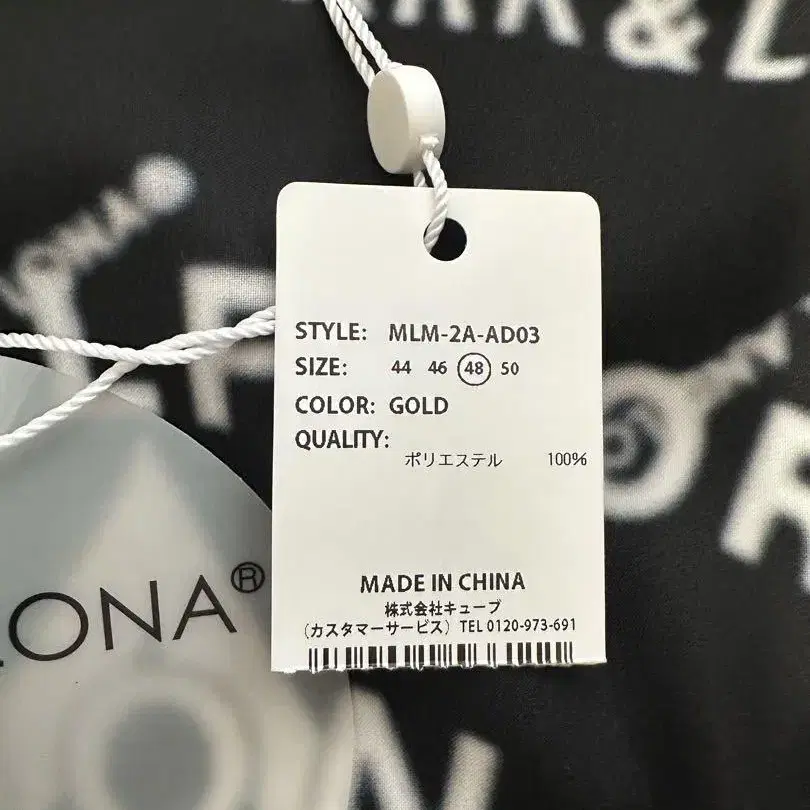 &
STYLE: MLM-2A-AD03
SIZE: 44 46 48 50
COLOR: GOLD
QUALITY:
ポリエステル 100%
MADE IN CHINA
株式会社キューブ
(カスタマーサービス) TEL 0120-973-691
ONA®